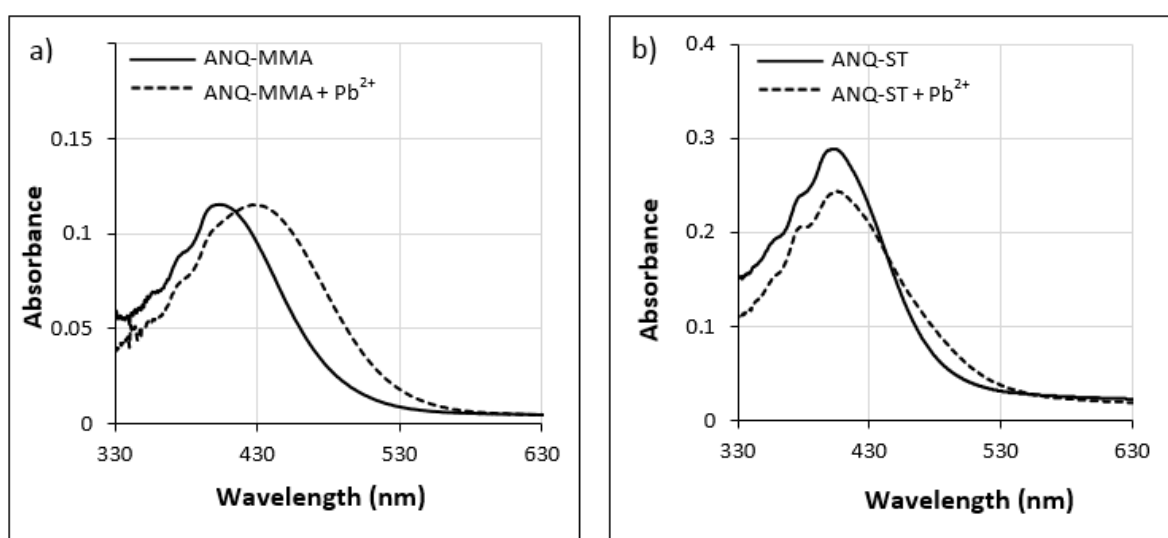 a)
ANQ-MMA
ANQ-MMA + Pb²⁺
0.15
0.1
0.05
0
Absorbance
330 430 530 630
Wavelength (nm)
b)
ANQ-ST
ANQ-ST + Pb²⁺
0.4
0.3
0.2
0.1
0
Absorbance
330 430 530 630
Wavelength (nm)